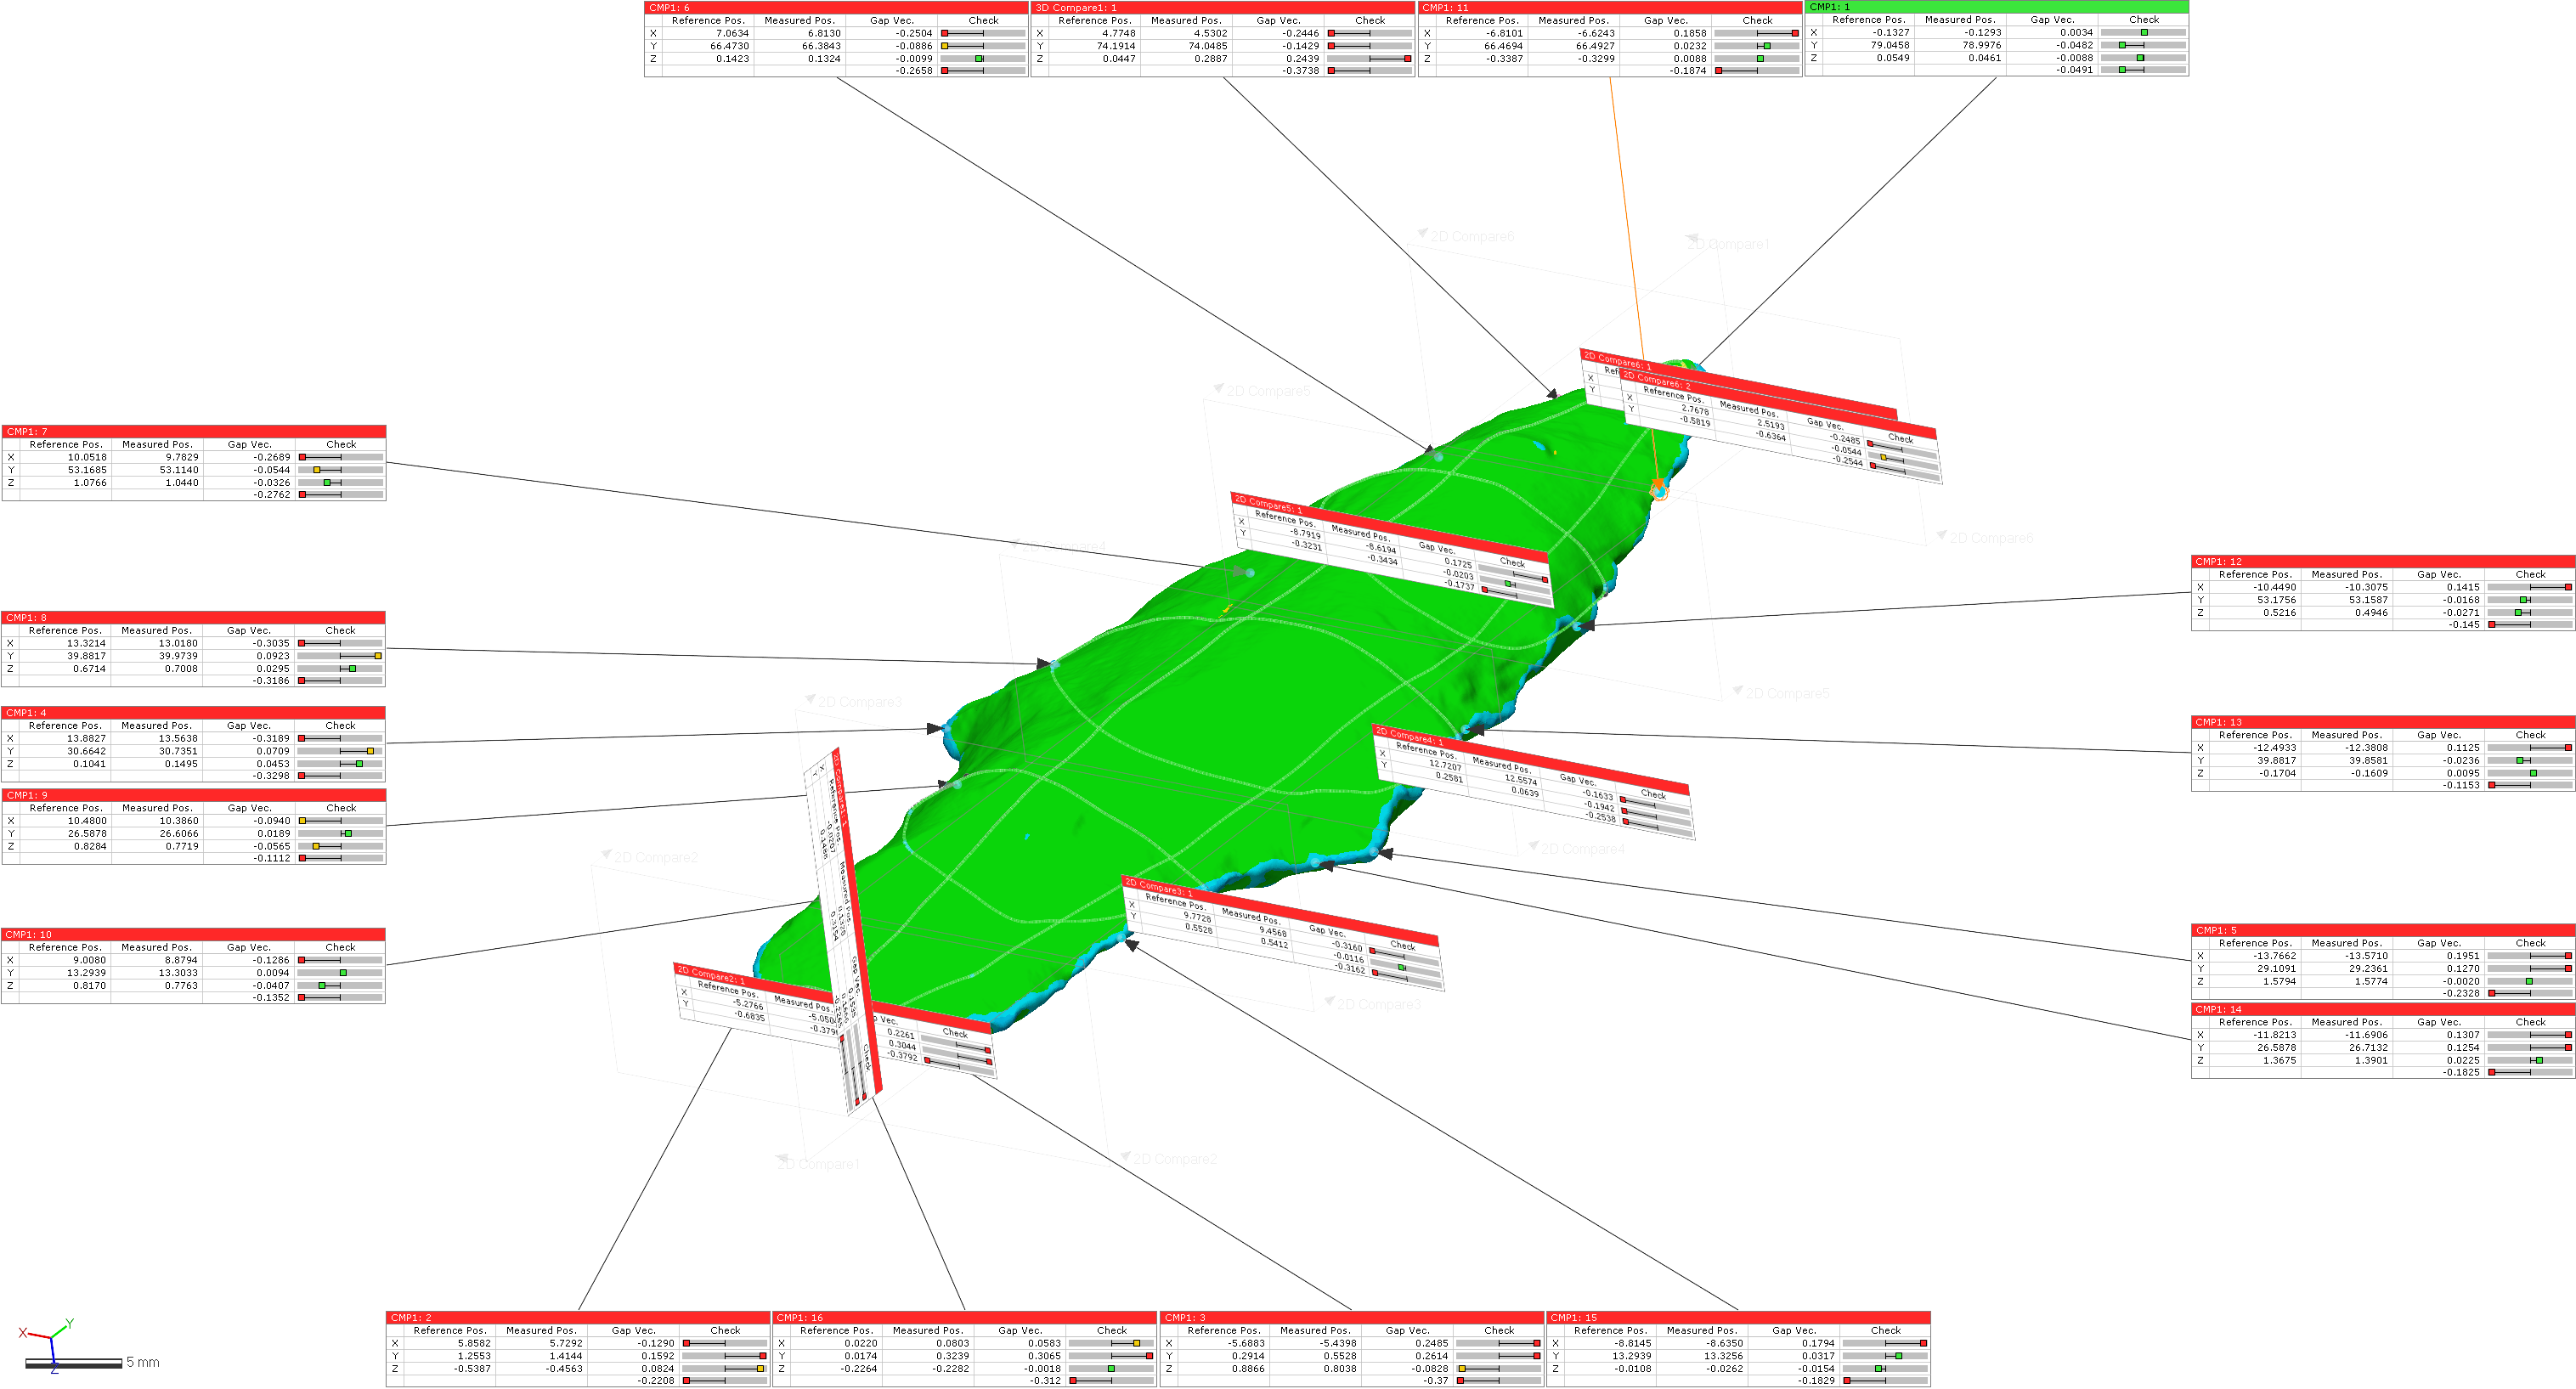 CMP1: 6
Reference Pos. Measured Pos. Gap Vec. Check
X 7.0634 6.8130 -0.2504
Y 66.4730 66.3843 -0.0886
Z 0.1423 0.1324 -0.0099
-0.2658
3D Compare1: 1
Reference Pos. Measured Pos. Gap Vec. Check
X 4.7748 4.5302 -0.2446
Y 74.1914 74.0485 -0.1429
Z 0.0447 0.2887 0.2439
-0.3738
CMP1: 11
Reference Pos. Measured Pos. Gap Vec. Check
X -6.8101 -6.6243 0.1858
Y 66.4694 66.4927 0.0232
Z -0.3387 -0.3299 0.0088
-0.1874
CMP1: 1
Reference Pos. Measured Pos. Gap Vec. Check
X -0.1327 -0.1293 0.0034
Y 79.0458 78.9976 -0.0482
Z 0.0549 0.0461 -0.0088
-0.0491
2D Compare6
2D Compare1
2D Compare5
2D Compare6: 1
X
Y
2D Compare6: 2
Reference Pos. Measured Pos. Gap Vec. Check
X 2.7678 2.5193 -0.2485
Y -0.5819 -0.6364 -0.0544
-0.2544
CMP1: 7
Reference Pos. Measured Pos. Gap Vec. Check
X 10.0518 9.7829 -0.2689
Y 53.1685 53.1140 -0.0544
Z 1.0766 1.0440 -0.0326
-0.2762
2D Compare5: 1
Reference Pos. Measured Pos. Gap Vec. Check
X -8.7919 -8.6194 0.1725
Y -0.3231 -0.3434 -0.0203
-0.1737
2D Compare4
2D Compare6
CMP1: 12
Reference Pos. Measured Pos. Gap Vec. Check
X -10.4490 -10.3075 0.1415
Y 53.1756 53.1587 -0.0168
Z 0.5216 0.4946 -0.0271
-0.145
CMP1: 8
Reference Pos. Measured Pos. Gap Vec. Check
X 13.3214 13.0180 -0.3035
Y 39.8817 39.9739 0.0923
Z 0.6714 0.7008 0.0295
-0.3186
2D Compare3
2D Compare5
CMP1: 4
Reference Pos. Measured Pos. Gap Vec. Check
X 13.8827 13.5638 -0.3189
Y 30.6642 30.7351 0.0709
Z 0.1041 0.1495 0.0453
-0.3298
CMP1: 13
Reference Pos. Measured Pos. Gap Vec. Check
X -12.4933 -12.3808 0.1125
Y 39.8817 39.8581 -0.0236
Z -0.1704 -0.1609 0.0095
-0.1153
2D Compare4: 1
Reference Pos. Measured Pos. Gap Vec. Check
X 12.7207 12.5574 -0.1633
Y 0.2581 0.0639 -0.1942
-0.2538
CMP1: 9
Reference Pos. Measured Pos. Gap Vec. Check
X 10.4800 10.3860 -0.0940
Y 26.5878 26.6066 0.0189
Z 0.8284 0.7719 -0.0565
-0.1112
2D Compare2
2D Compare4
2D Compare3: 1
Reference Pos. Measured Pos. Gap Vec. Check
X 9.7728 9.4568 -0.3160
Y 0.5528 0.5412 -0.0116
-0.3162
CMP1: 10
Reference Pos. Measured Pos. Gap Vec. Check
X 9.0080 8.8794 -0.1286
Y 13.2939 13.3033 0.0094
Z 0.8170 0.7763 -0.0407
-0.1352
CMP1: 5
Reference Pos. Measured Pos. Gap Vec. Check
X -13.7662 -13.5710 0.1951
Y 29.1091 29.2361 0.1270
Z 1.5794 1.5774 -0.0020
-0.2328
2D Compare2: 1
Reference Pos. Measured Pos. Vec. Check
X -5.2766 0.2261
Y -0.6835 0.3044
-0.3792
2D Compare3
CMP1: 14
Reference Pos. Measured Pos. Gap Vec. Check
X -11.8213 -11.6906 0.1307
Y 26.5878 26.7132 0.1254
Z 1.3675 1.3901 0.0225
-0.1825
Reference Pos. Measured Pos. Gap Vec. Check
2D Compare1
2D Compare2
CMP1: 2
Reference Pos. Measured Pos. Gap Vec. Check
X 5.8582 5.7292 -0.1290
Y 1.2553 1.4144 0.1592
Z -0.5387 -0.4563 0.0824
-0.2208
CMP1: 16
Reference Pos. Measured Pos. Gap Vec. Check
X 0.0220 0.0803 0.0583
Y 0.0174 0.3239 0.3065
Z -0.2264 -0.2282 -0.0018
-0.312
CMP1: 3
Reference Pos. Measured Pos. Gap Vec. Check
X -5.6883 -5.4398 0.2485
Y 0.2914 0.5528 0.2614
Z 0.8866 0.8038 -0.0828
-0.37
CMP1: 15
Reference Pos. Measured Pos. Gap Vec. Check
X -8.8145 -8.6350 0.1794
Y 13.2939 13.3256 0.0317
Z -0.0108 -0.0262 -0.0154
-0.1829
X Y
Z
5 mm